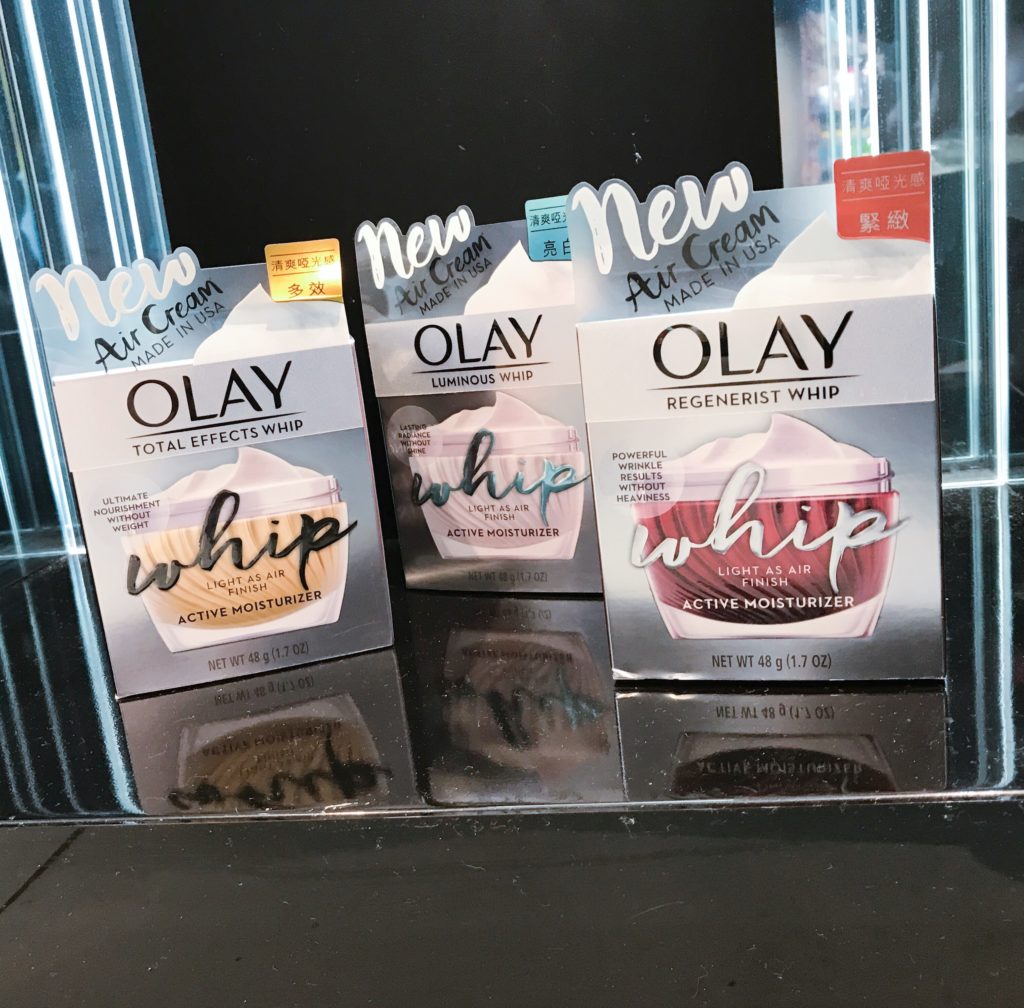 New
Air Cream
MADE IN USA
清爽啞光感
多效
OLAY
TOTAL EFFECTS WHIP
ULTIMATE
NOURISHMENT
WITHOUT
WEIGHT
whip
LIGHT AS AIR
FINISH
ACTIVE MOISTURIZER
NET WT 48 g (1.7 OZ)
New
Air Cream
MADE IN USA
清爽啞光
亮白
OLAY
LUMINOUS WHIP
LASTING
RADIANCE
WITHOUT
SHINE
whip
LIGHT AS AIR
FINISH
ACTIVE MOISTURIZER
NET WT 48 g (1.7 OZ)
New
Air Cream
MADE IN USA
清爽啞光感
緊緻
OLAY
REGENERIST WHIP
POWERFUL
WRINKLE
RESULTS
WITHOUT
HEAVINESS
whip
LIGHT AS AIR
FINISH
ACTIVE MOISTURIZER
NET WT 48 g (1.7 OZ)